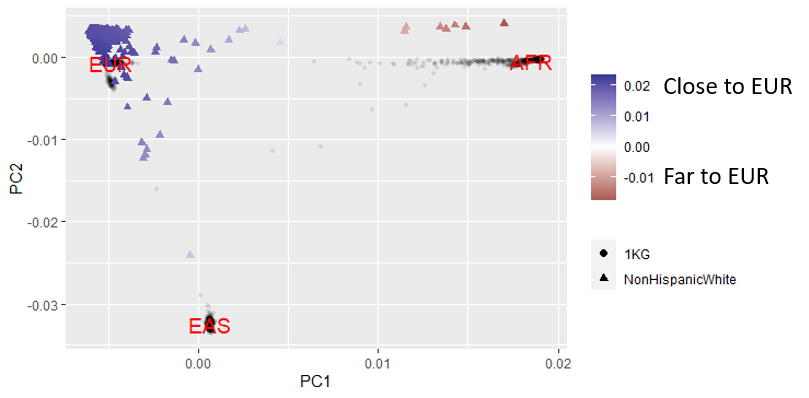 0.00
-0.01
-0.02
-0.03
PC2
EUR
AFR
EAS
0.00
0.01
0.02
PC1
0.02
0.01
0.00
-0.01
Close to EUR
Far to EUR
1KG
NonHispanicWhite